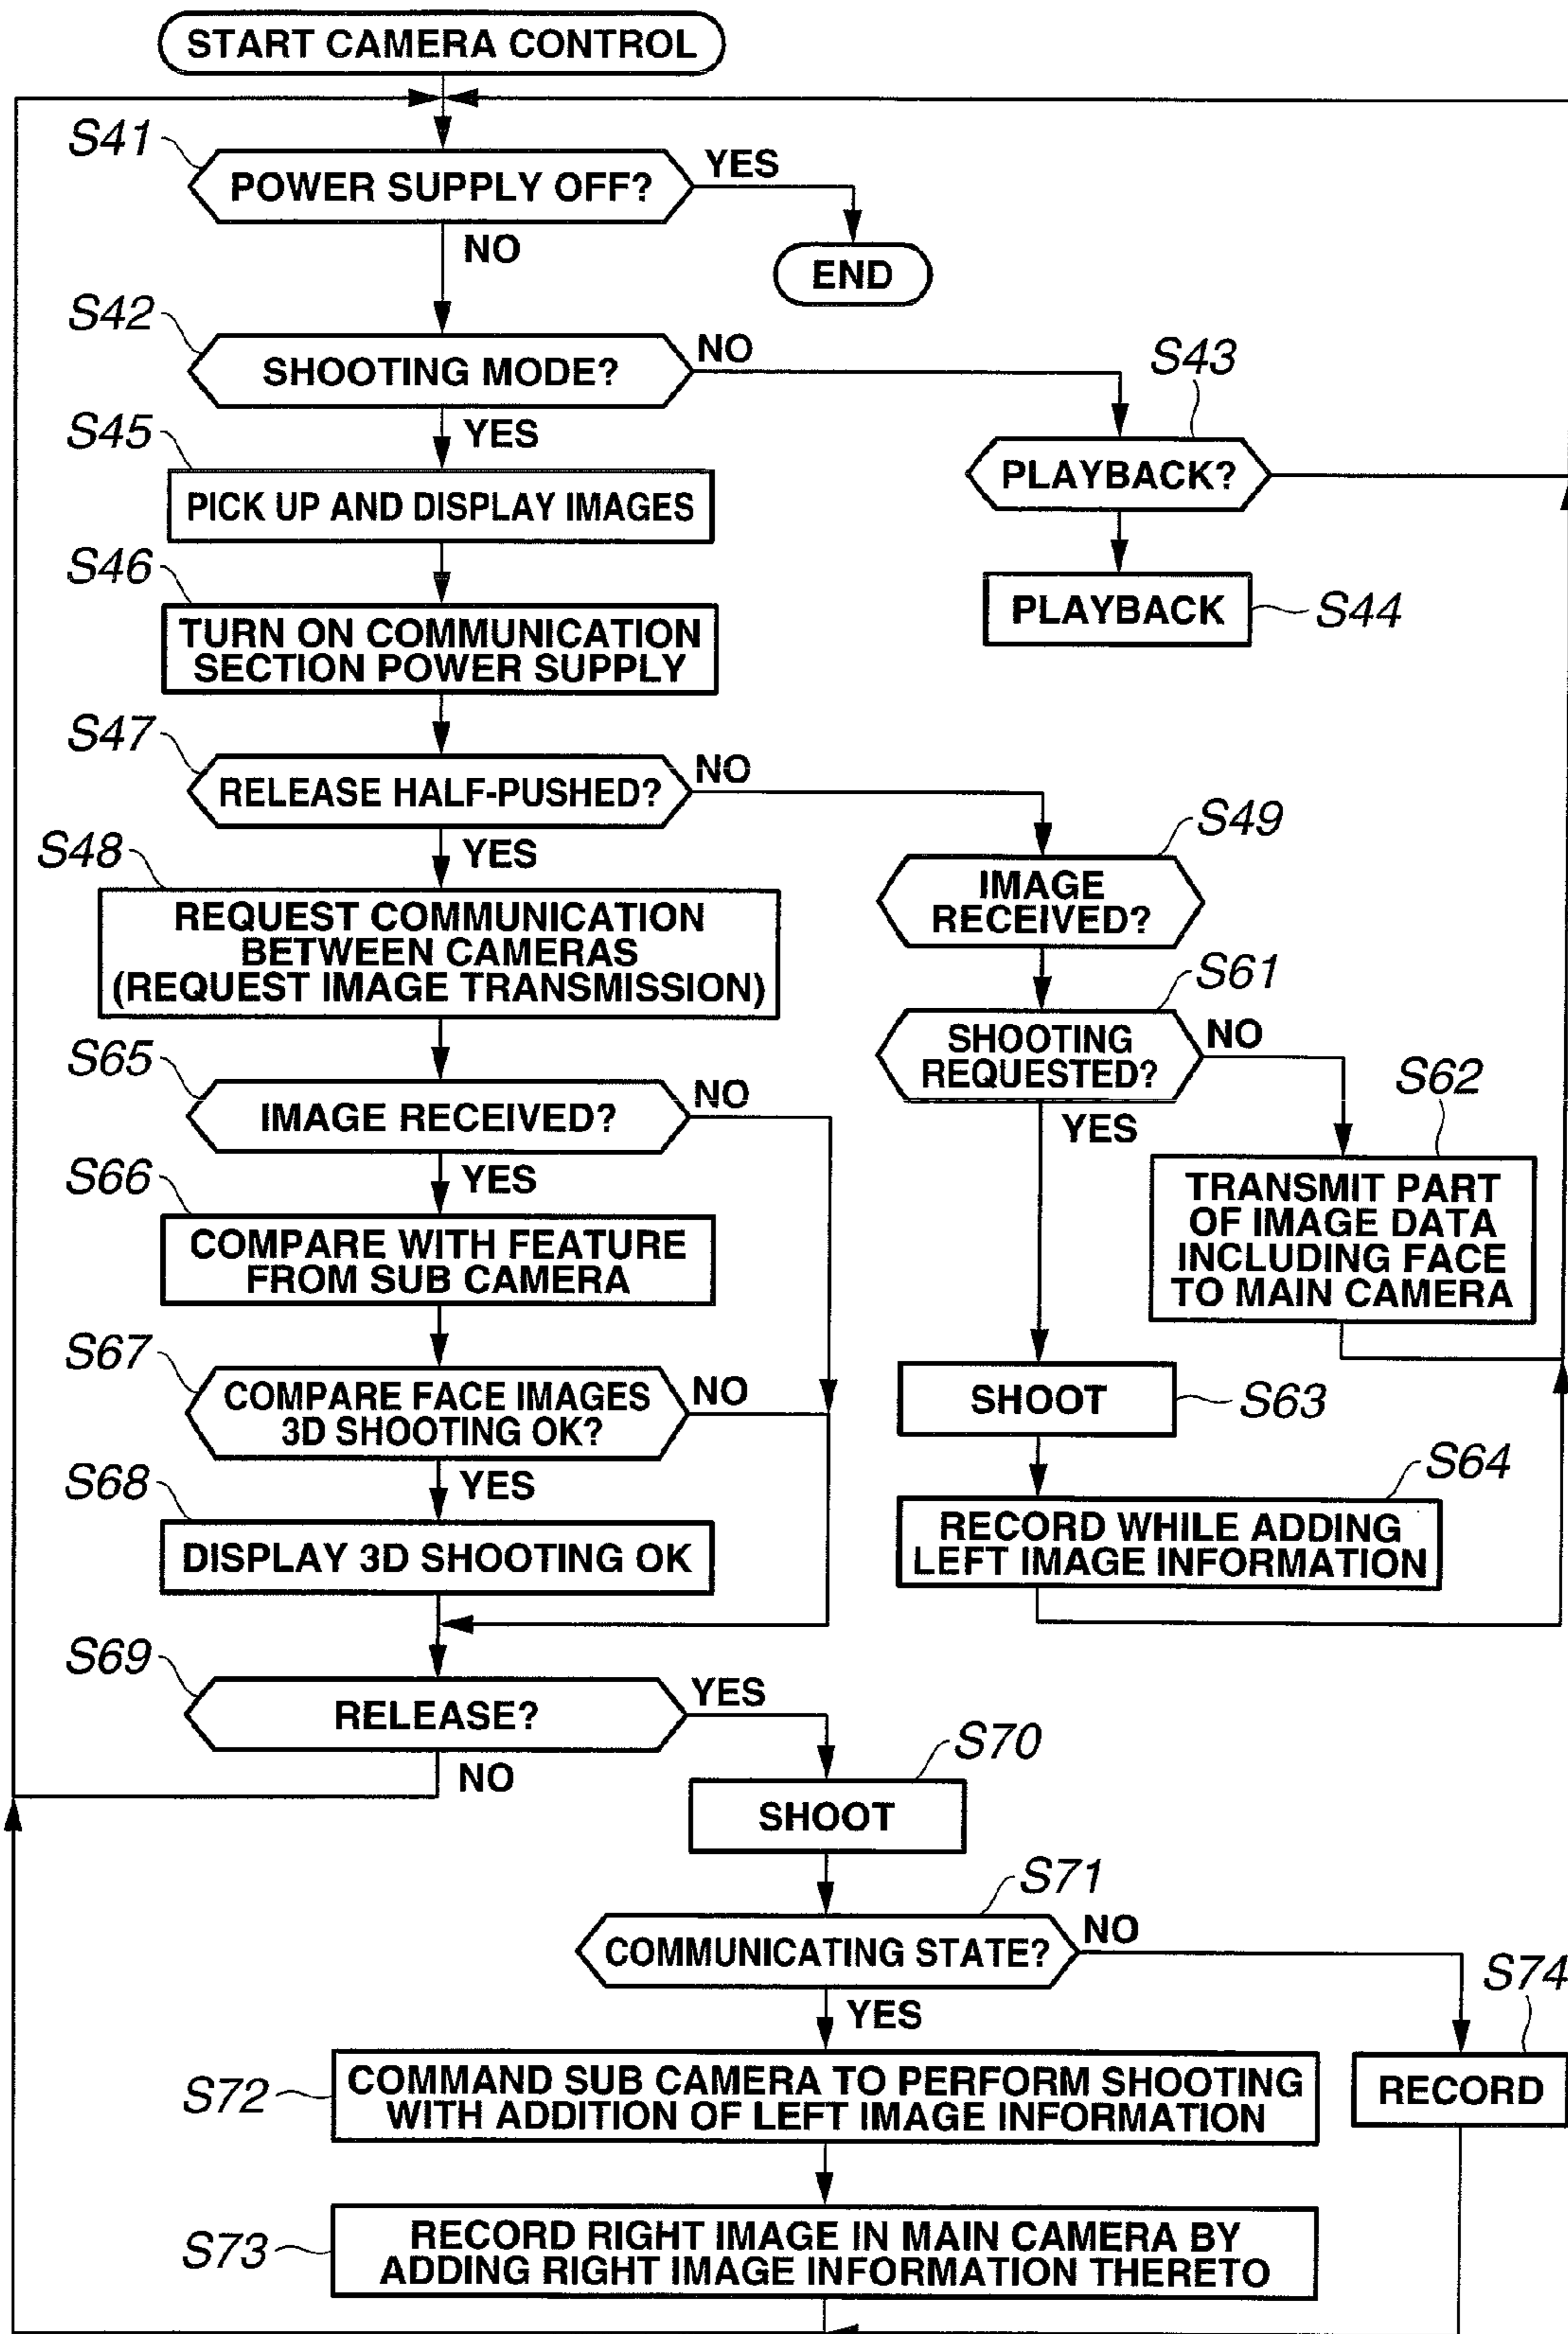 START CAMERA CONTROL
S41
POWER SUPPLY OFF?
YES
NO
END
S42
SHOOTING MODE?
NO
YES
S43
PLAYBACK?
S45
PICK UP AND DISPLAY IMAGES
S44
PLAYBACK
S46
TURN ON COMMUNICATION
SECTION POWER SUPPLY
S47
RELEASE HALF-PUSHED?
NO
YES
S49
IMAGE
RECEIVED?
S48
REQUEST COMMUNICATION
BETWEEN CAMERAS
(REQUEST IMAGE TRANSMISSION)
S61
SHOOTING
REQUESTED?
NO
YES
S62
TRANSMIT PART
OF IMAGE DATA
INCLUDING FACE
TO MAIN CAMERA
S65
IMAGE RECEIVED?
NO
YES
S66
COMPARE WITH FEATURE
FROM SUB CAMERA
S67
COMPARE FACE IMAGES
3D SHOOTING OK?
NO
YES
SHOOT
S63
S64
RECORD WHILE ADDING
LEFT IMAGE INFORMATION
S68
DISPLAY 3D SHOOTING OK
S69
RELEASE?
YES
NO
S70
SHOOT
S71
COMMUNICATING STATE?
NO
YES
S74
RECORD
S72
COMMAND SUB CAMERA TO PERFORM SHOOTING
WITH ADDITION OF LEFT IMAGE INFORMATION
S73
RECORD RIGHT IMAGE IN MAIN CAMERA BY
ADDING RIGHT IMAGE INFORMATION THERETO